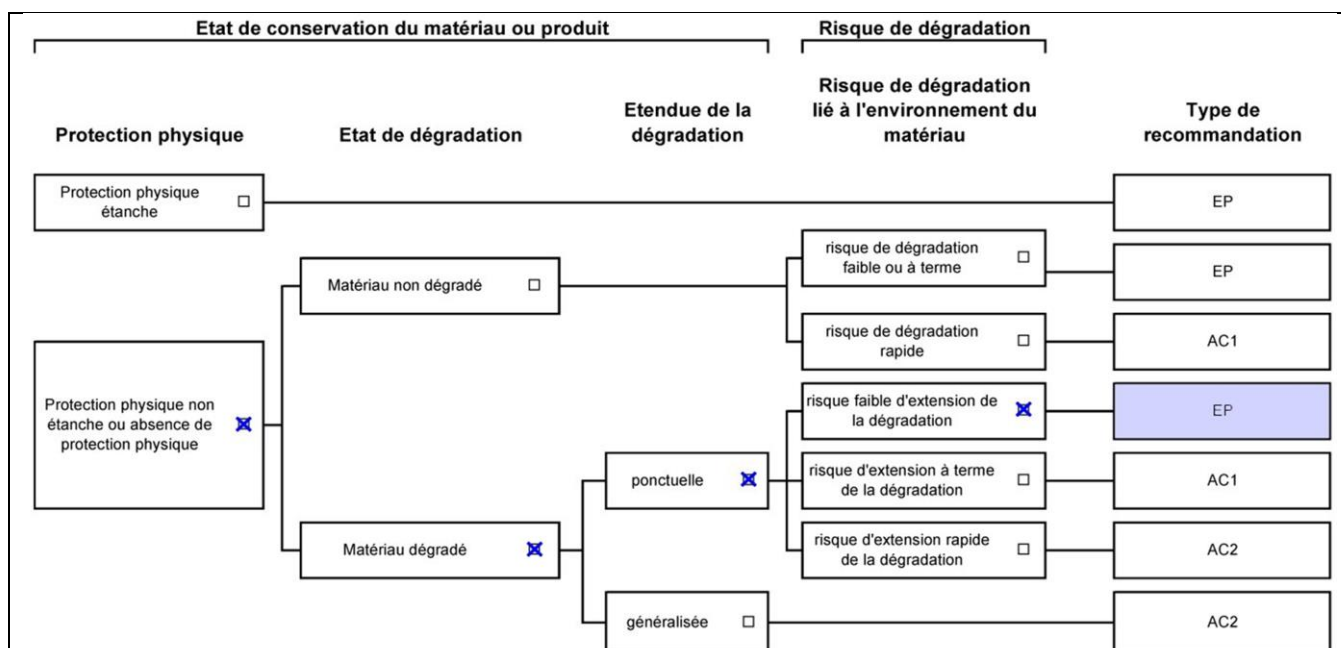 Etat de conservation du matériau ou produit
Risque de dégradation
Protection physique
Etat de dégradation
Etendue de la
dégradation
Risque de dégradation
lié à l'environnement du
matériau
Type de
recommandation
Protection physique
étanche
EP
Matériau non dégradé
risque de dégradation
faible ou à terme
EP
risque de dégradation
rapide
AC1
Protection physique non
étanche ou absence de
protection physique
risque faible d'extension de
la dégradation
EP
ponctuelle
risque d'extension à terme
de la dégradation
AC1
Matériau dégradé
risque d'extension rapide
de la dégradation
AC2
généralisée
AC2